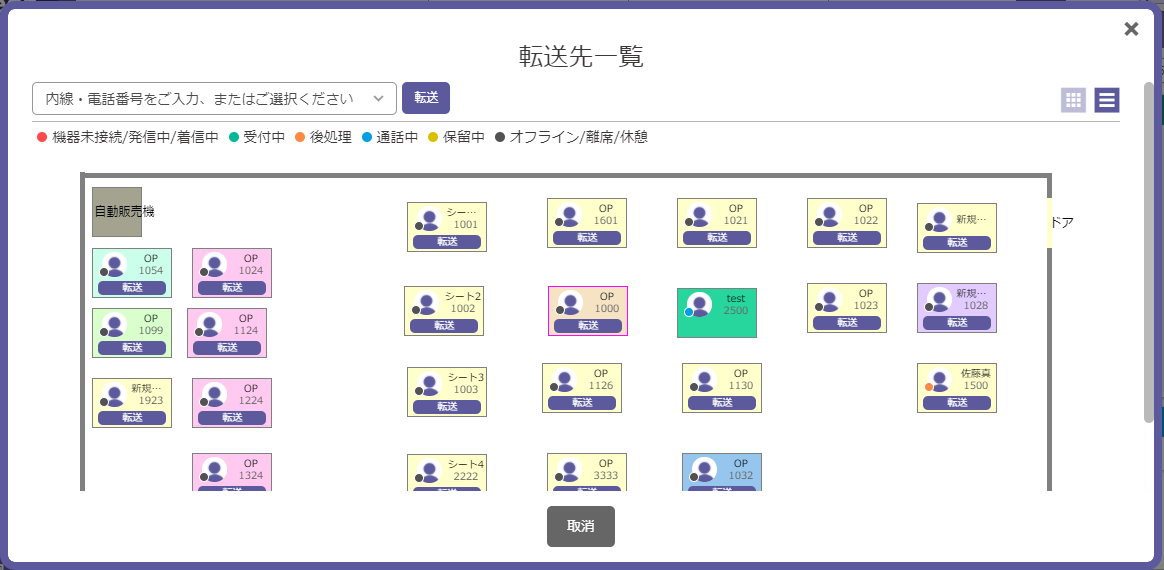 転送先一覧
内線・電話番号をご入力、またはご選択ください
転送
機器未接続/発信中/着信中 受付中 後処理 通話中 保留中 オフライン/離席/休憩
自動販売機
シー…
1001
転送
OP
1601
転送
OP
1021
転送
OP
1022
転送
新規…
転送
ドア
OP
1054
転送
OP
1024
転送
シート2
1002
転送
OP
1000
転送
test
2500
OP
1023
転送
新規…
1028
転送
OP
1099
転送
OP
1124
転送
新規…
1923
転送
OP
1224
転送
シート3
1003
転送
OP
1126
転送
OP
1130
転送
佐藤真
1500
転送
OP
1324
転送
シート4
2222
転送
OP
3333
転送
OP
1032
転送
取消